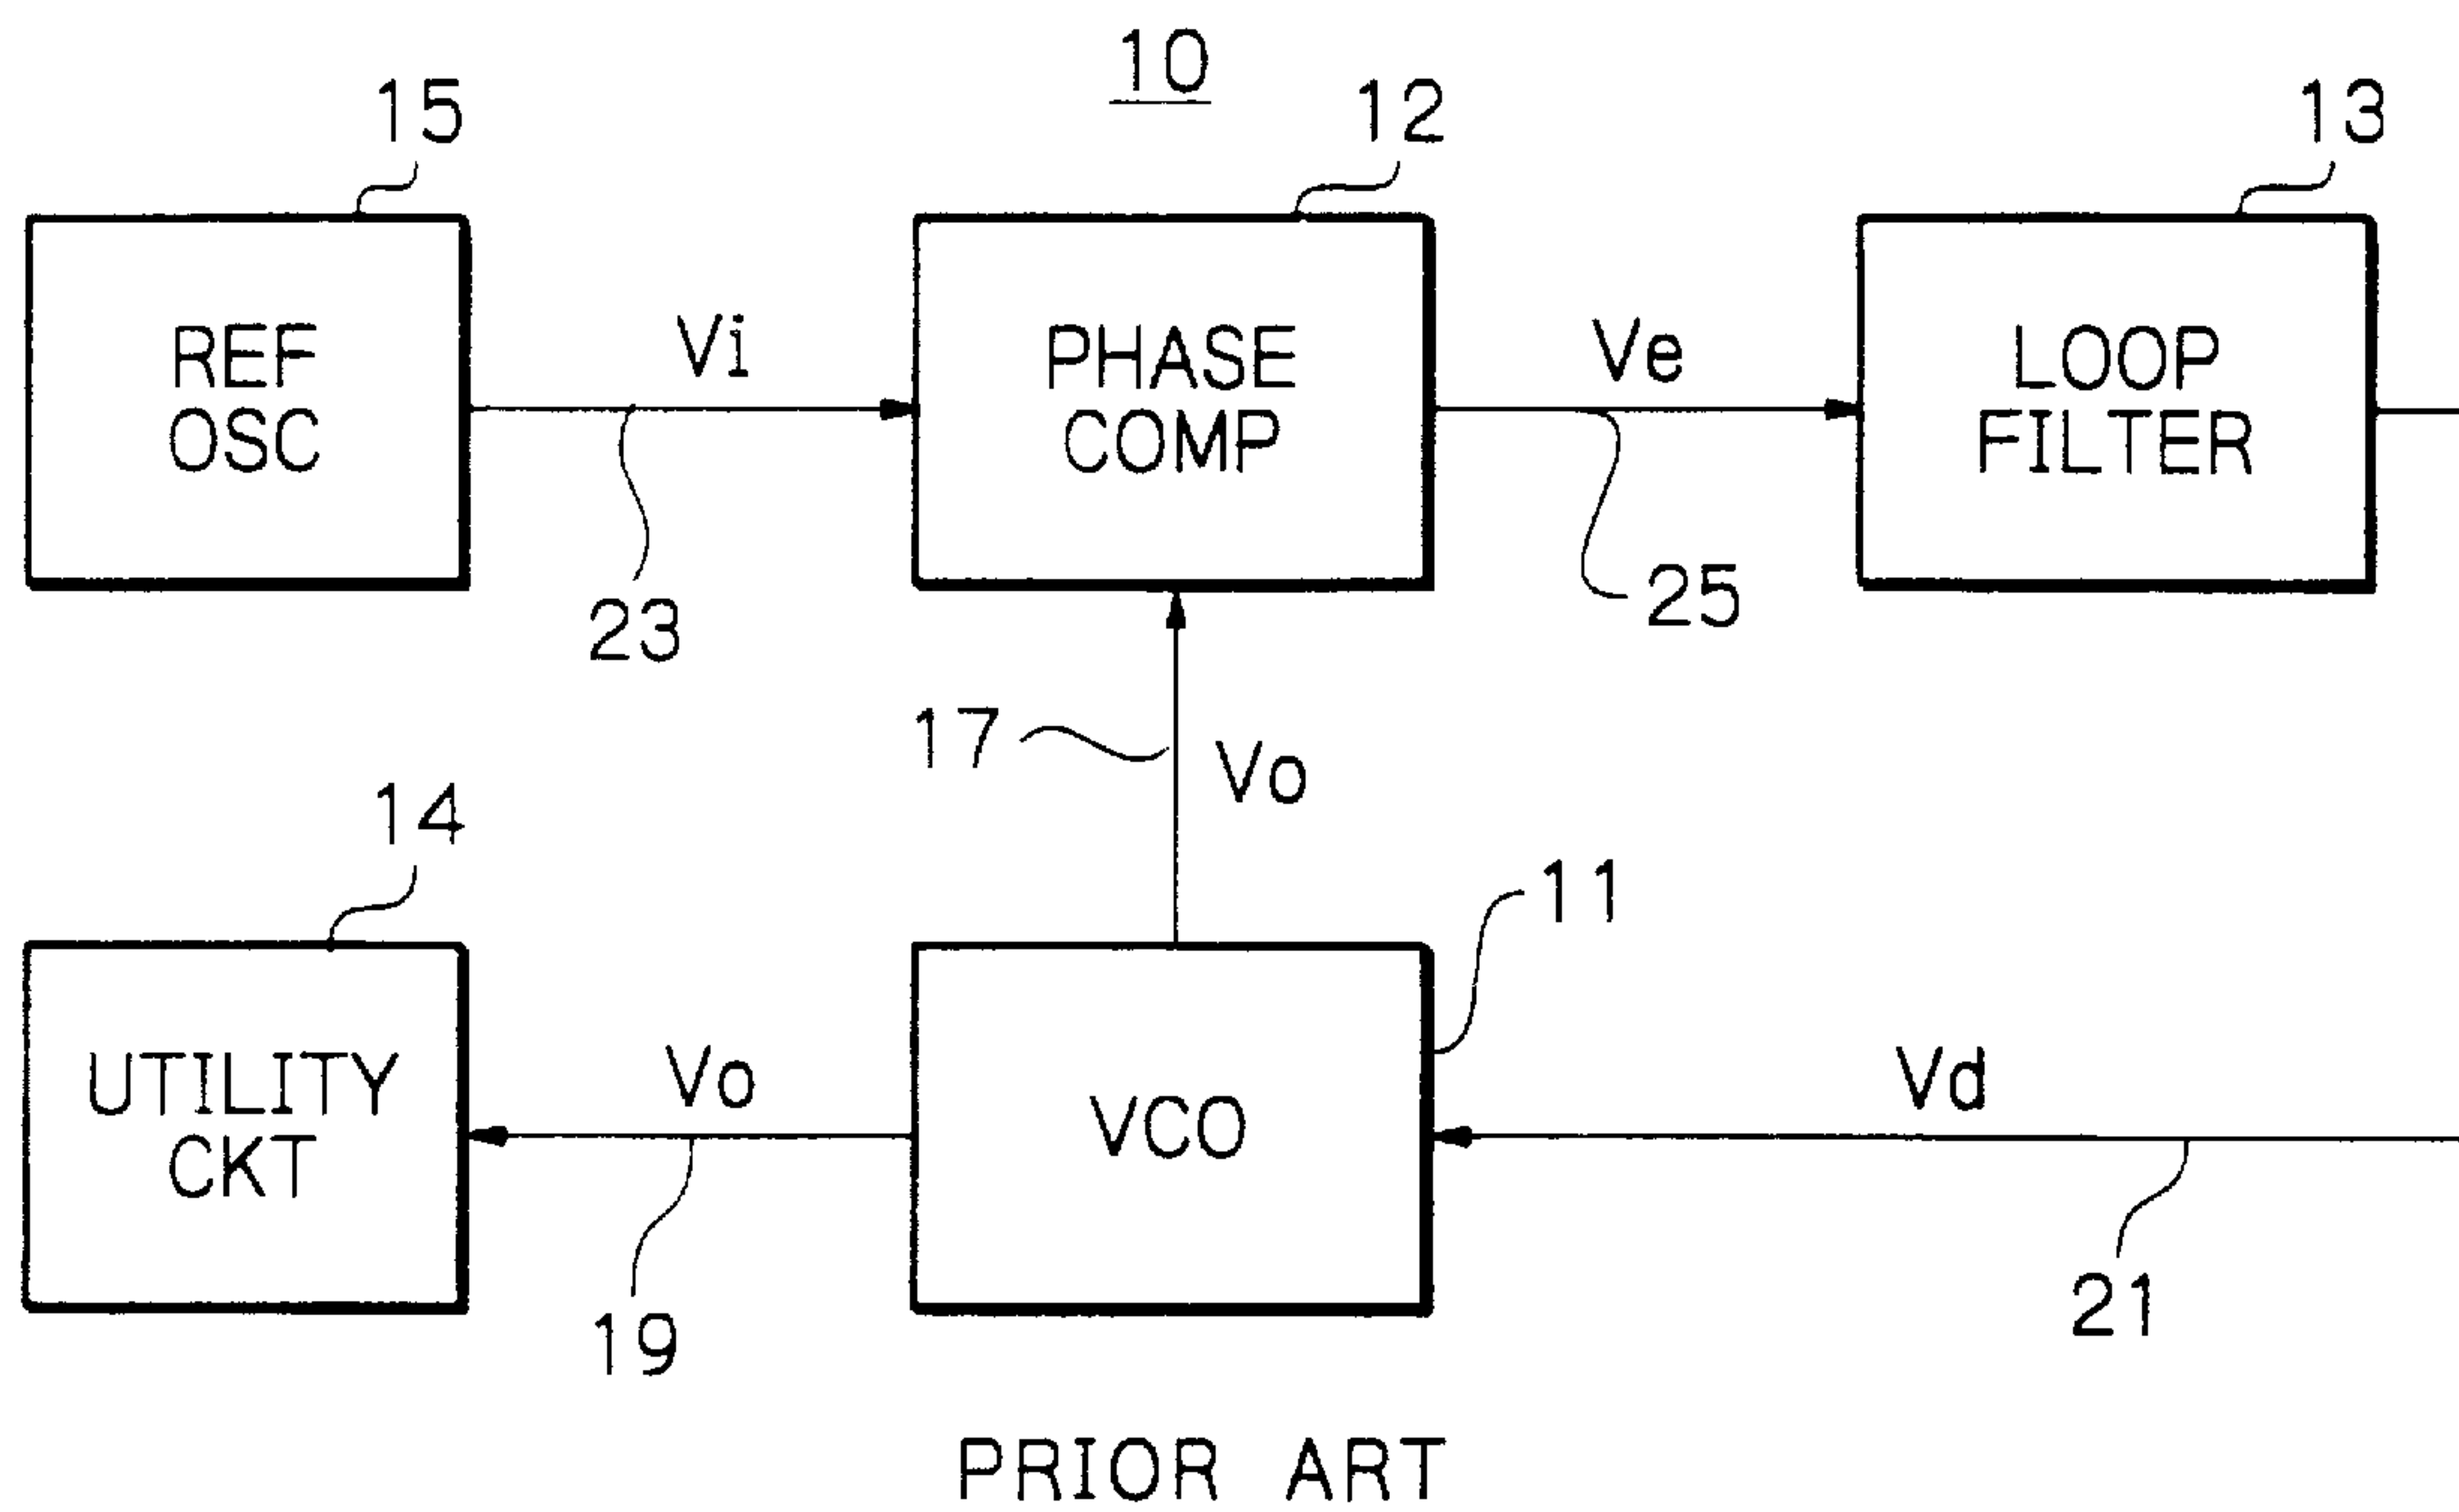 10
15
12
13
REF
OSC
Vi
PHASE
COMP
Ve
LOOP
FILTER
23
25
17
Vo
14
11
UTILITY
CKT
Vo
VCO
Vd
19
21
PRIOR ART